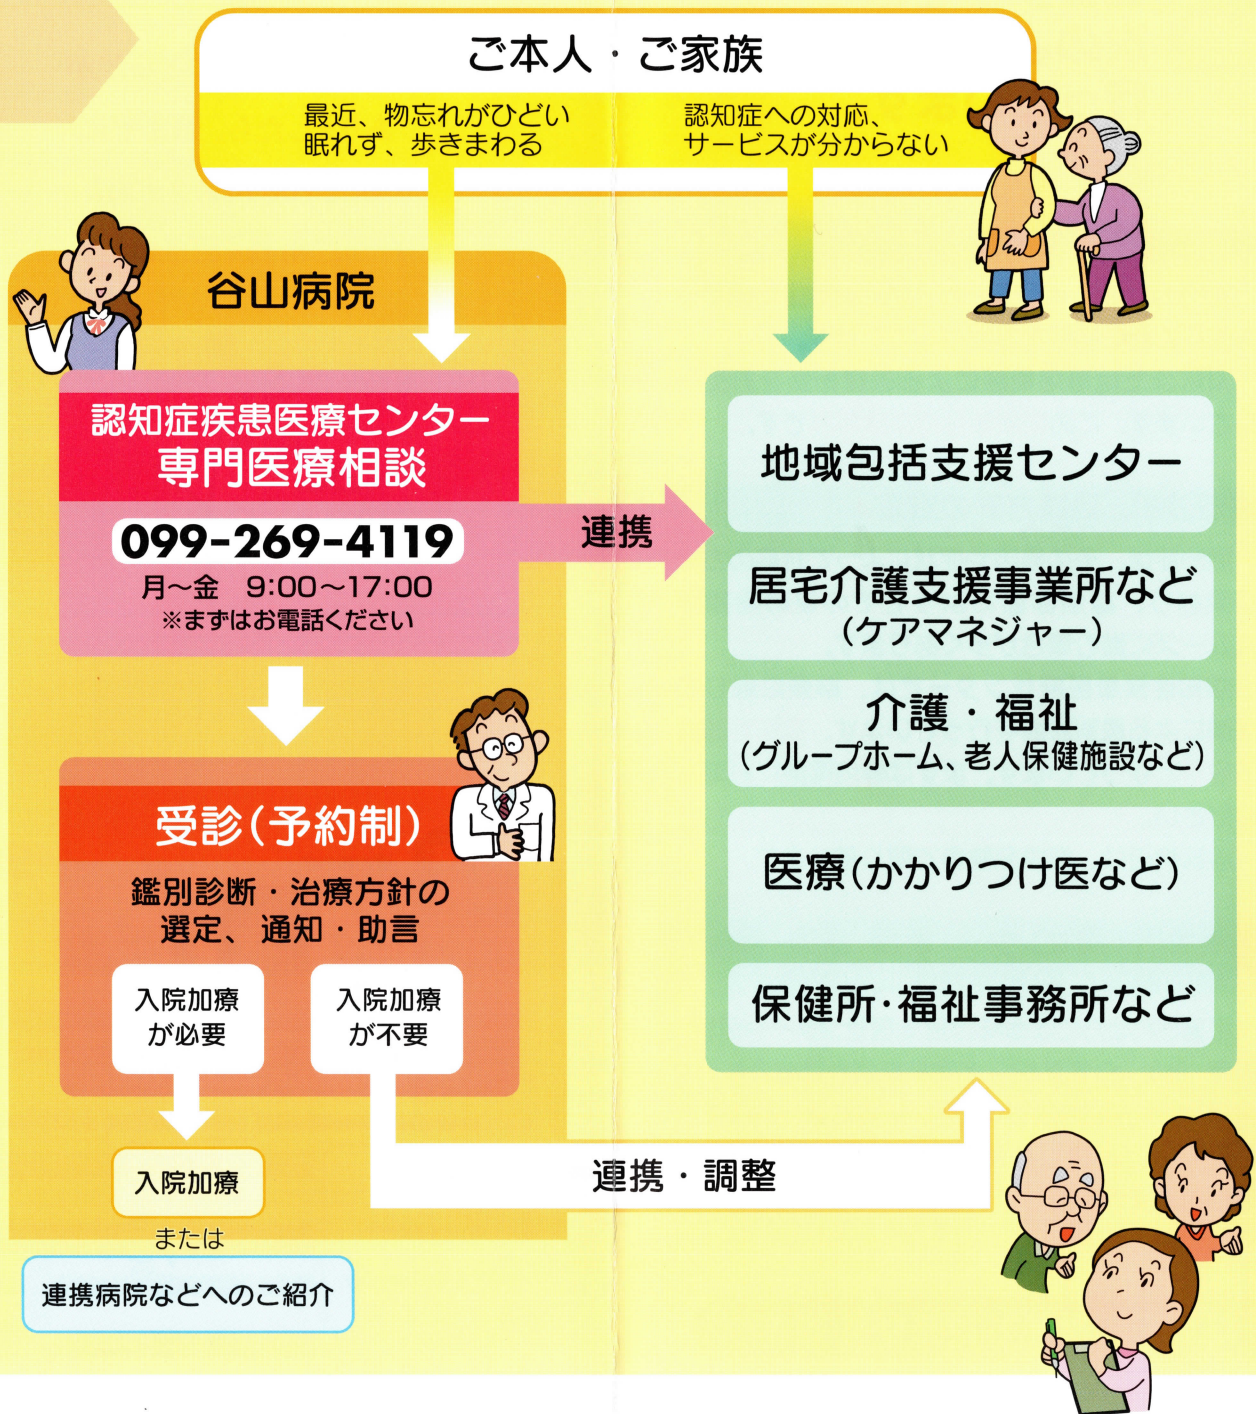 ご本人・ご家族
最近、物忘れがひどい
眠れず、歩きまわる
認知症への対応、
サービスが分からない
谷山病院
認知症疾患医療センター
専門医療相談
099-269-4119
月〜金　9:00〜17:00
※まずはお電話ください
連携
地域包括支援センター
居宅介護支援事業所など
（ケアマネジャー）
介護・福祉
（グループホーム、老人保健施設など）
医療（かかりつけ医など）
保健所・福祉事務所など
受診（予約制）
鑑別診断・治療方針の
選定、通知・助言
入院加療
が必要
入院加療
が不要
連携・調整
入院加療
または
連携病院などへのご紹介